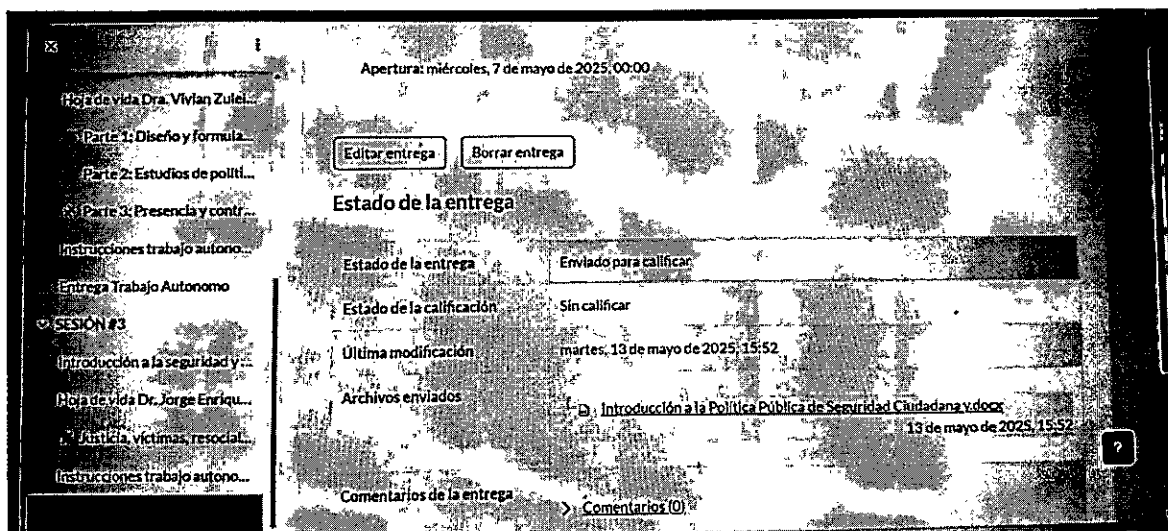 Hoja de vida Dra. Vivian Zulei...
Parte 1: Diseño y formula...
Parte 2: Estudios de políti...
Parte 3: Presencia y contr...
Instrucciones trabajo autono...
Entrega Trabajo Autonomo
SESIÓN #3
Introducción a la seguridad y ...
Hoja de vida Dr. Jorge Enriqu...
Justicia, víctimas, resocial...
Instrucciones trabajo autono...
Apertura: miércoles, 7 de mayo de 2025, 00:00
Editar entrega Borrar entrega
Estado de la entrega
Estado de la entrega Enviado para calificar
Estado de la calificación Sin calificar
Última modificación martes, 13 de mayo de 2025, 15:52
Archivos enviados
Introducción a la Política Pública de Seguridad Ciudadana y.docx
13 de mayo de 2025, 15:52
?
Comentarios de la entrega Comentarios (0)